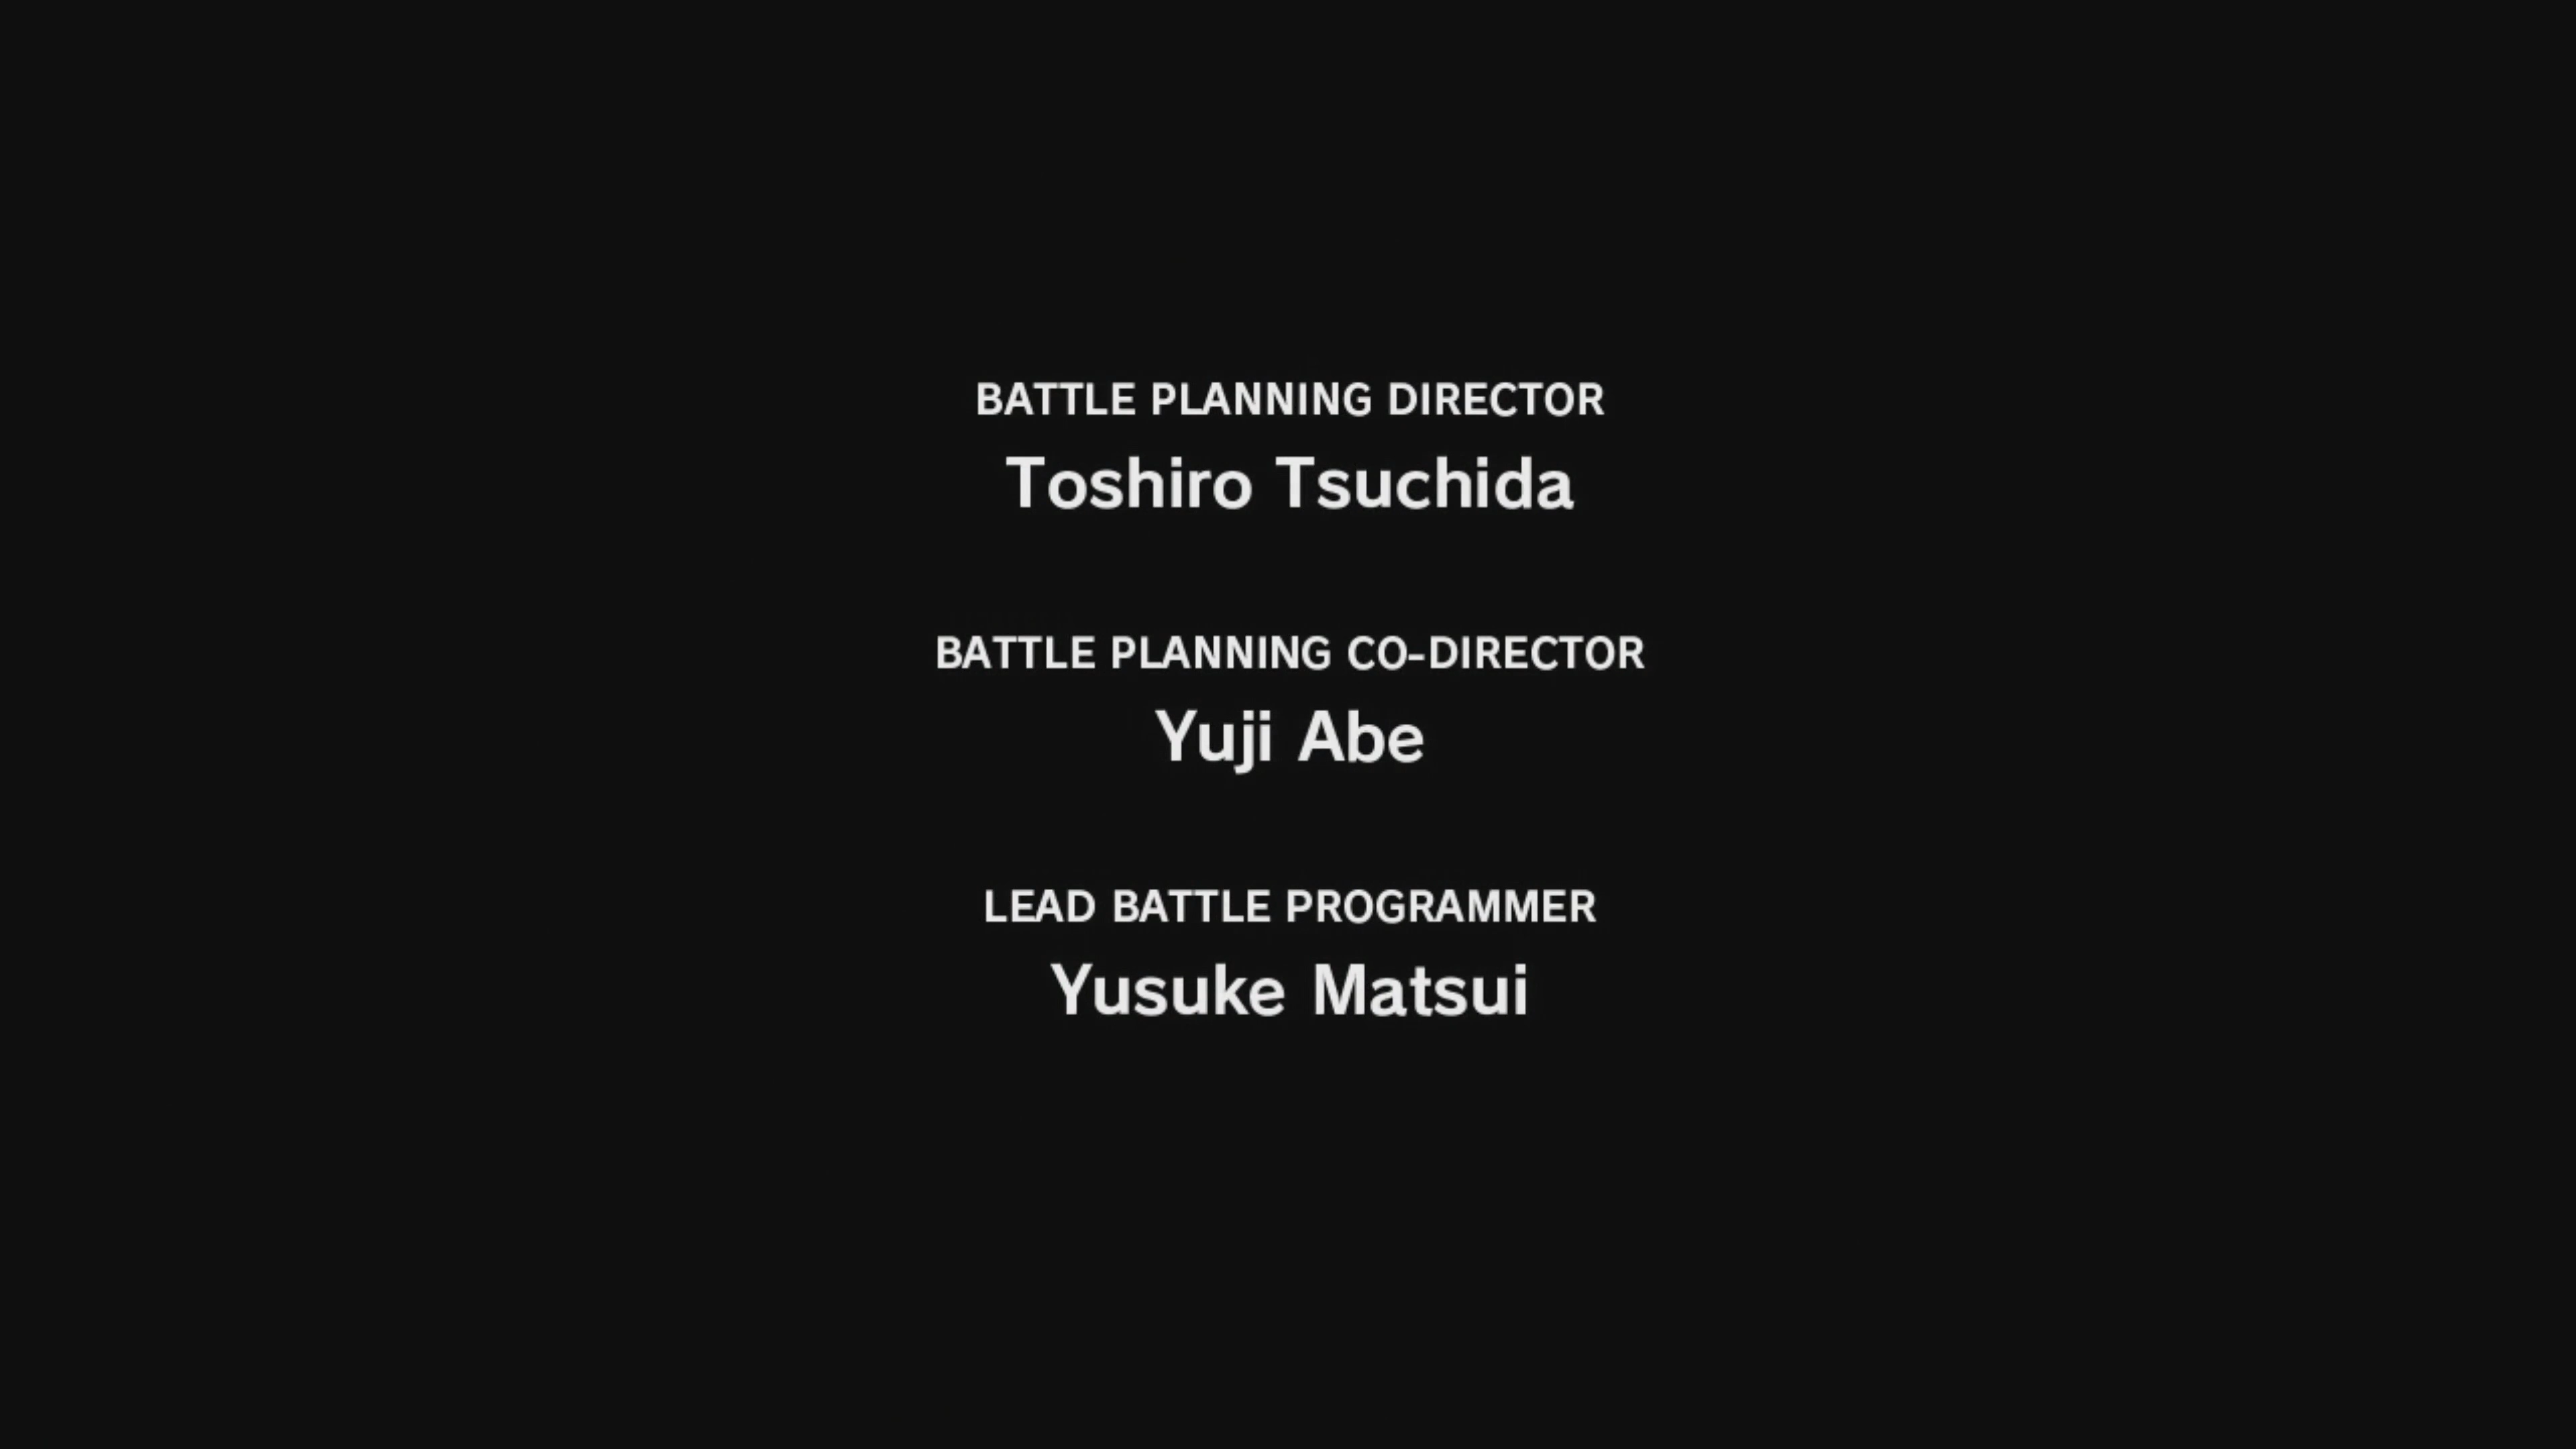 BATTLE PLANNING DIRECTOR
Toshiro Tsuchida
BATTLE PLANNING CO-DIRECTOR
Yuji Abe
LEAD BATTLE PROGRAMMER
Yusuke Matsui